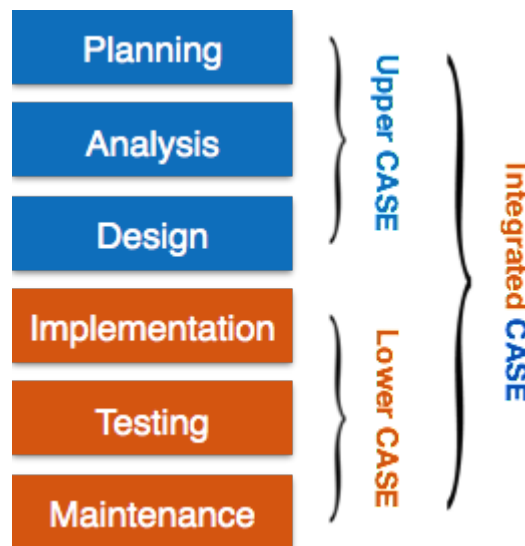 Planning
Analysis
Design
Implementation
Testing
Maintenance
Upper CASE
Lower CASE
Integrated CASE